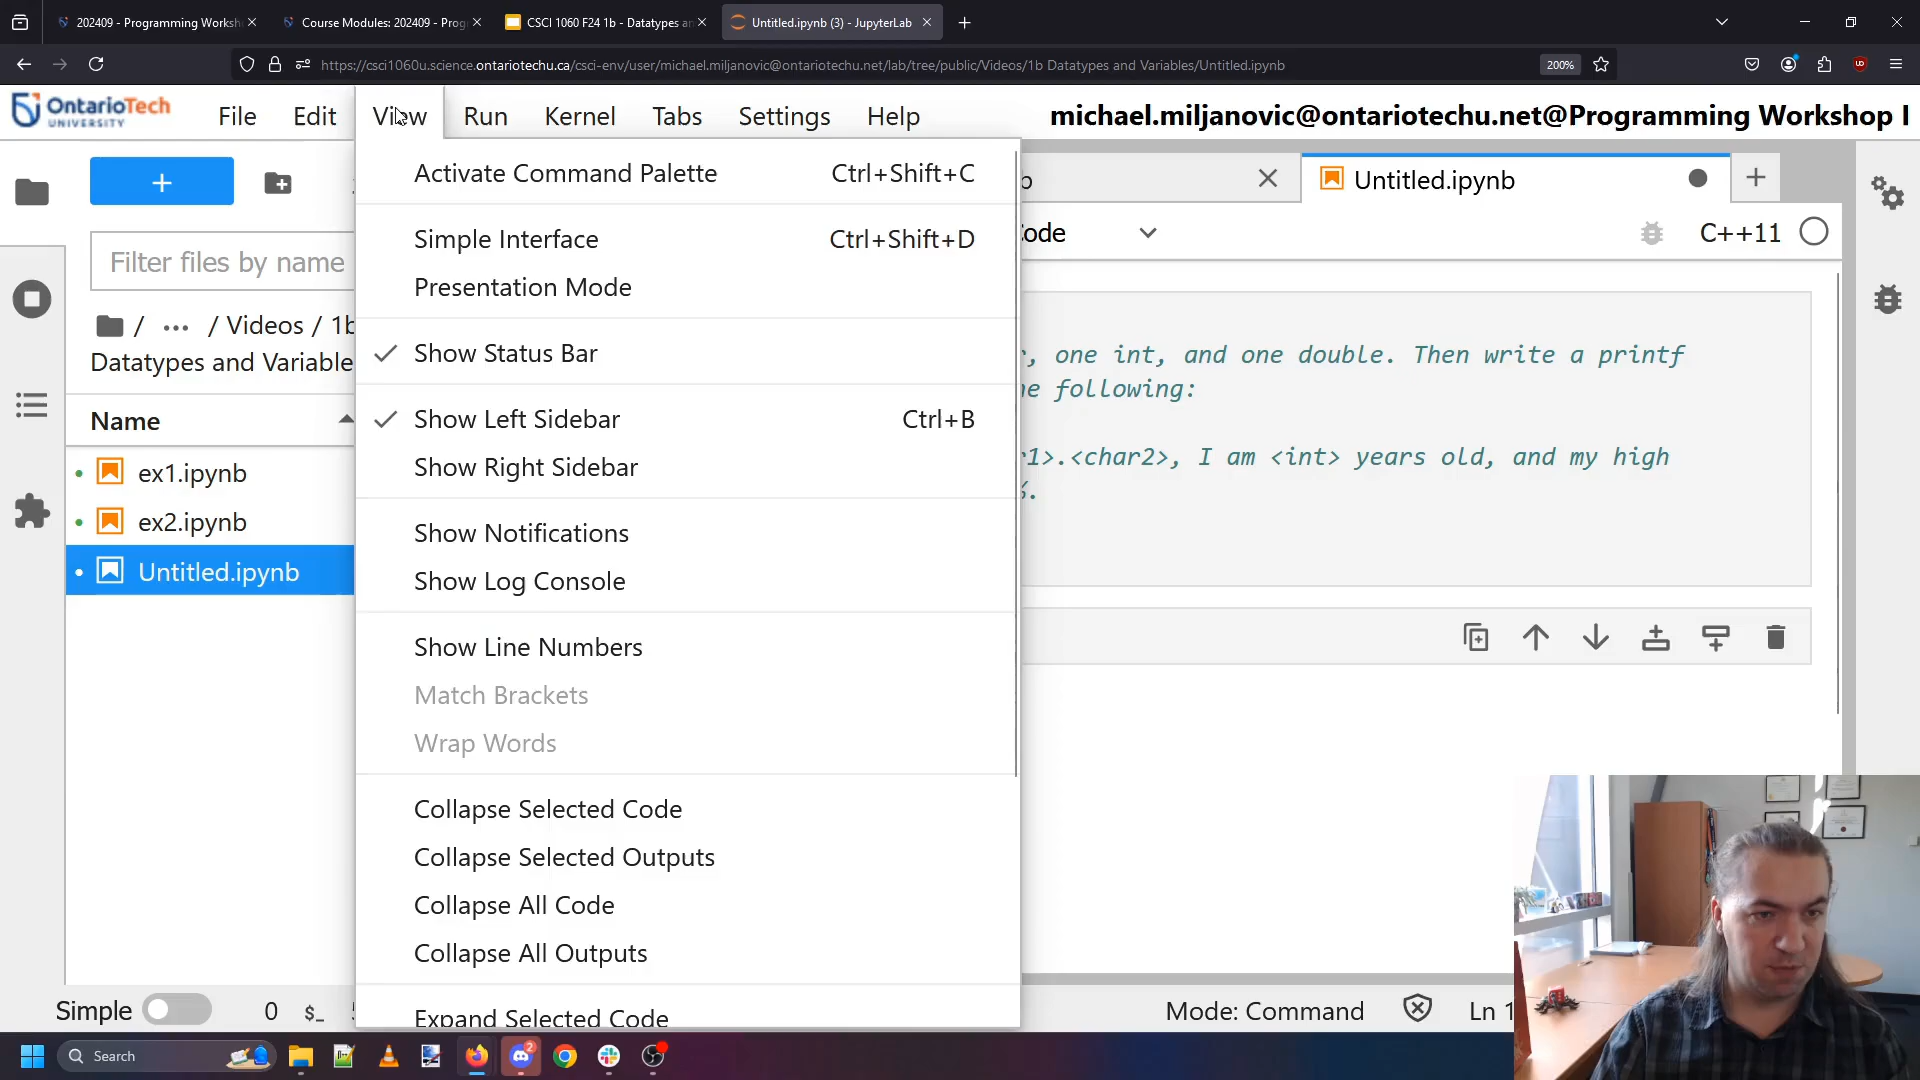 202409 - Programming Worksh
Course Modules: 202409 - Prog
CSCI 1060 F24 1b - Datatypes an
Untitled.ipynb (3) - JupyterLab
https://csci1060u.science.ontariotechu.ca/csci-env/user/michael.miljanovic@ontariotechu.net/lab/tree/public/Videos/1b Datatypes and Variables/Untitled.ipynb
200%
OntarioTech
UNIVERSITY
File Edit View Run Kernel Tabs Settings Help
michael.miljanovic@ontariotechu.net@Programming Workshop I
Activate Command Palette Ctrl+Shift+C
Simple Interface Ctrl+Shift+D
Presentation Mode
Show Status Bar
Show Left Sidebar Ctrl+B
Show Right Sidebar
Show Notifications
Show Log Console
Show Line Numbers
Match Brackets
Wrap Words
Collapse Selected Code
Collapse Selected Outputs
Collapse All Code
Collapse All Outputs
Expand Selected Code
Filter files by name
/ ... / Videos / 1b
Datatypes and Variable
Name
ex1.ipynb
ex2.ipynb
Untitled.ipynb
b
Untitled.ipynb
ode
C++11
, one int, and one double. Then write a printf
e following:
1>.<char2>, I am <int> years old, and my high
%.
Simple 0 $_
Mode: Command Ln 1
Search
2